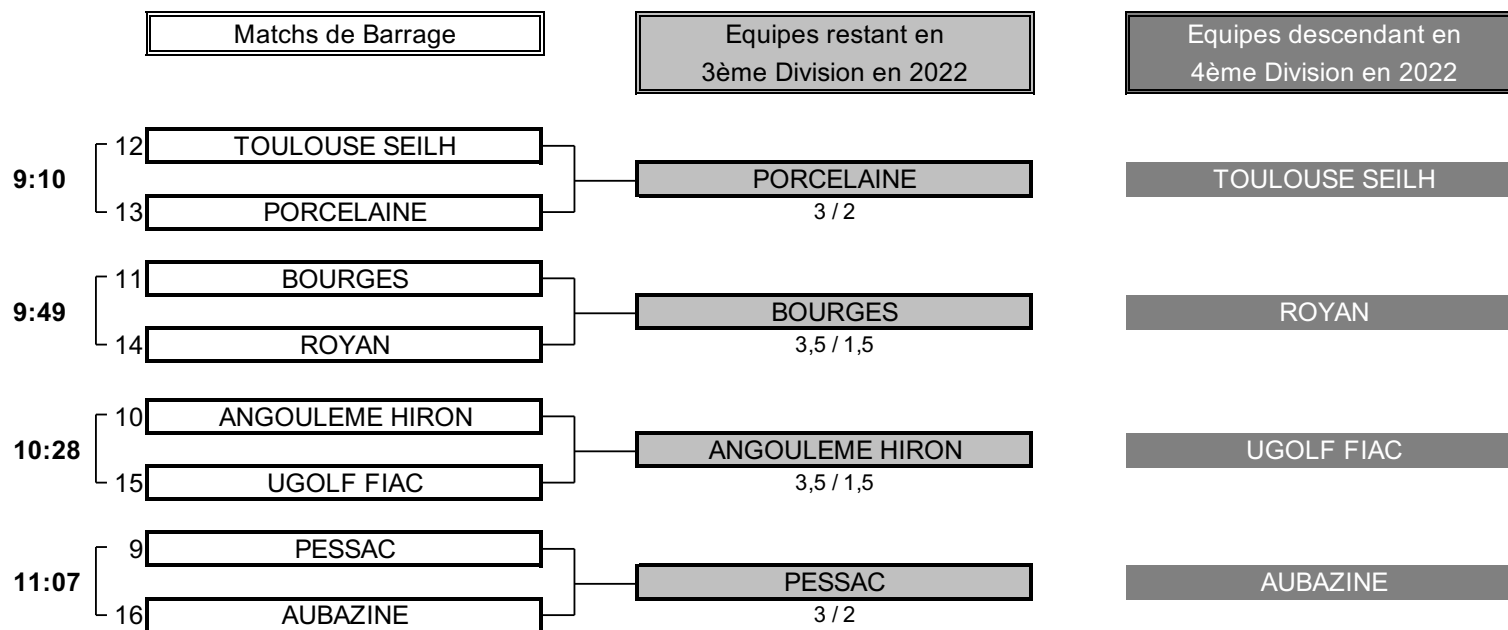 Matchs de Barrage
Equipes restant en
3ème Division en 2022
Equipes descendant en
4ème Division en 2022
9:10
12 TOULOUSE SEILH
13 PORCELAINE
PORCELAINE
3 / 2
TOULOUSE SEILH
9:49
11 BOURGES
14 ROYAN
BOURGES
3,5 / 1,5
ROYAN
10:28
10 ANGOULEME HIRON
15 UGOLF FIAC
ANGOULEME HIRON
3,5 / 1,5
UGOLF FIAC
11:07
9 PESSAC
16 AUBAZINE
PESSAC
3 / 2
AUBAZINE